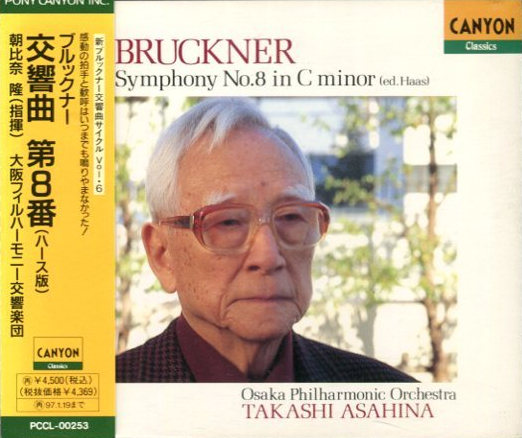 PONY CANYON INC.
新ブルックナー交響曲サイクル Vol・6
感動の拍手と歓呼はいつまでも鳴りやまなかった!
ブルックナー
交響曲 第8番(ハース版)
朝比奈 隆(指揮) 大阪フィルハーモニー交響楽団
CANYON
Classics
再¥4,500(税込)
(税抜価格¥4,369)
再97.1.19まで
PCCL-00253
BRUCKNER
Symphony No.8 in C minor (ed.Haas)
CANYON
Classics
Osaka Philharmonic Orchestra
TAKASHI ASAHINA